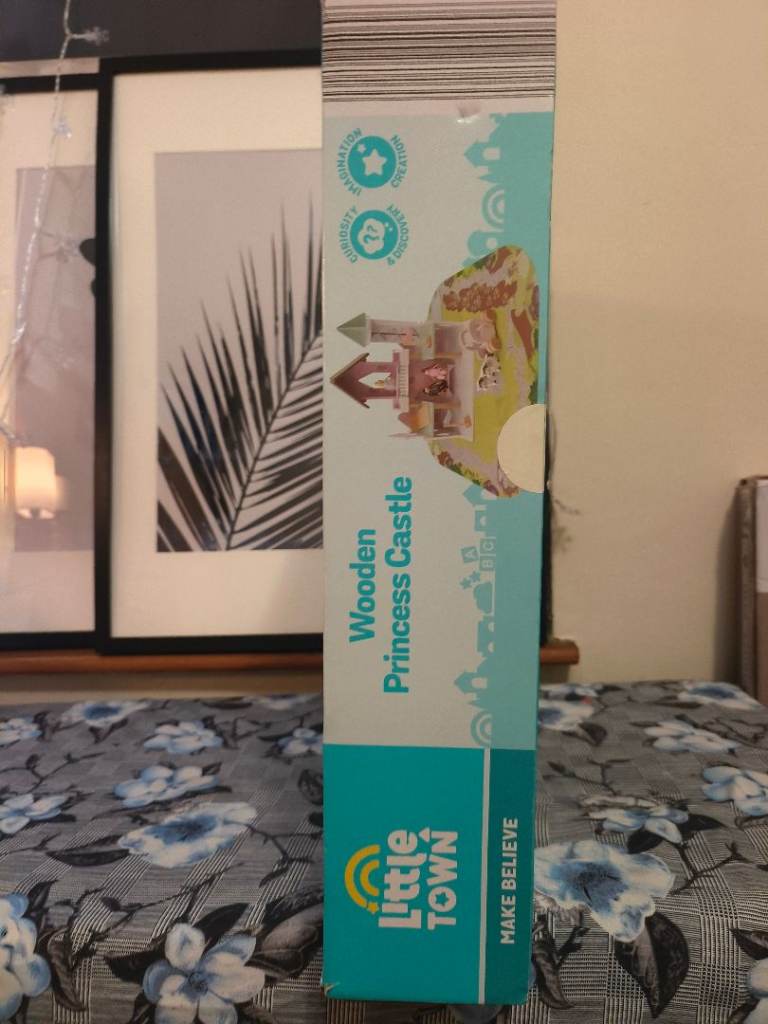 Little
TOWN
MAKE BELIEVE
Wooden
Princess Castle
CURIOSITY
& DISCOVERY
IMAGINATION
CREATION
A
B C